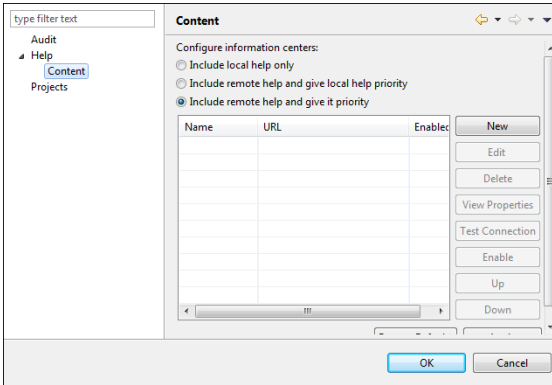 type filter text
Audit
Help
Content
Projects
Content
Configure information centers:
Include local help only
Include remote help and give local help priority
Include remote help and give it priority
Name URL Enabled
New
Edit
Delete
View Properties
Test Connection
Enable
Up
Down
OK Cancel